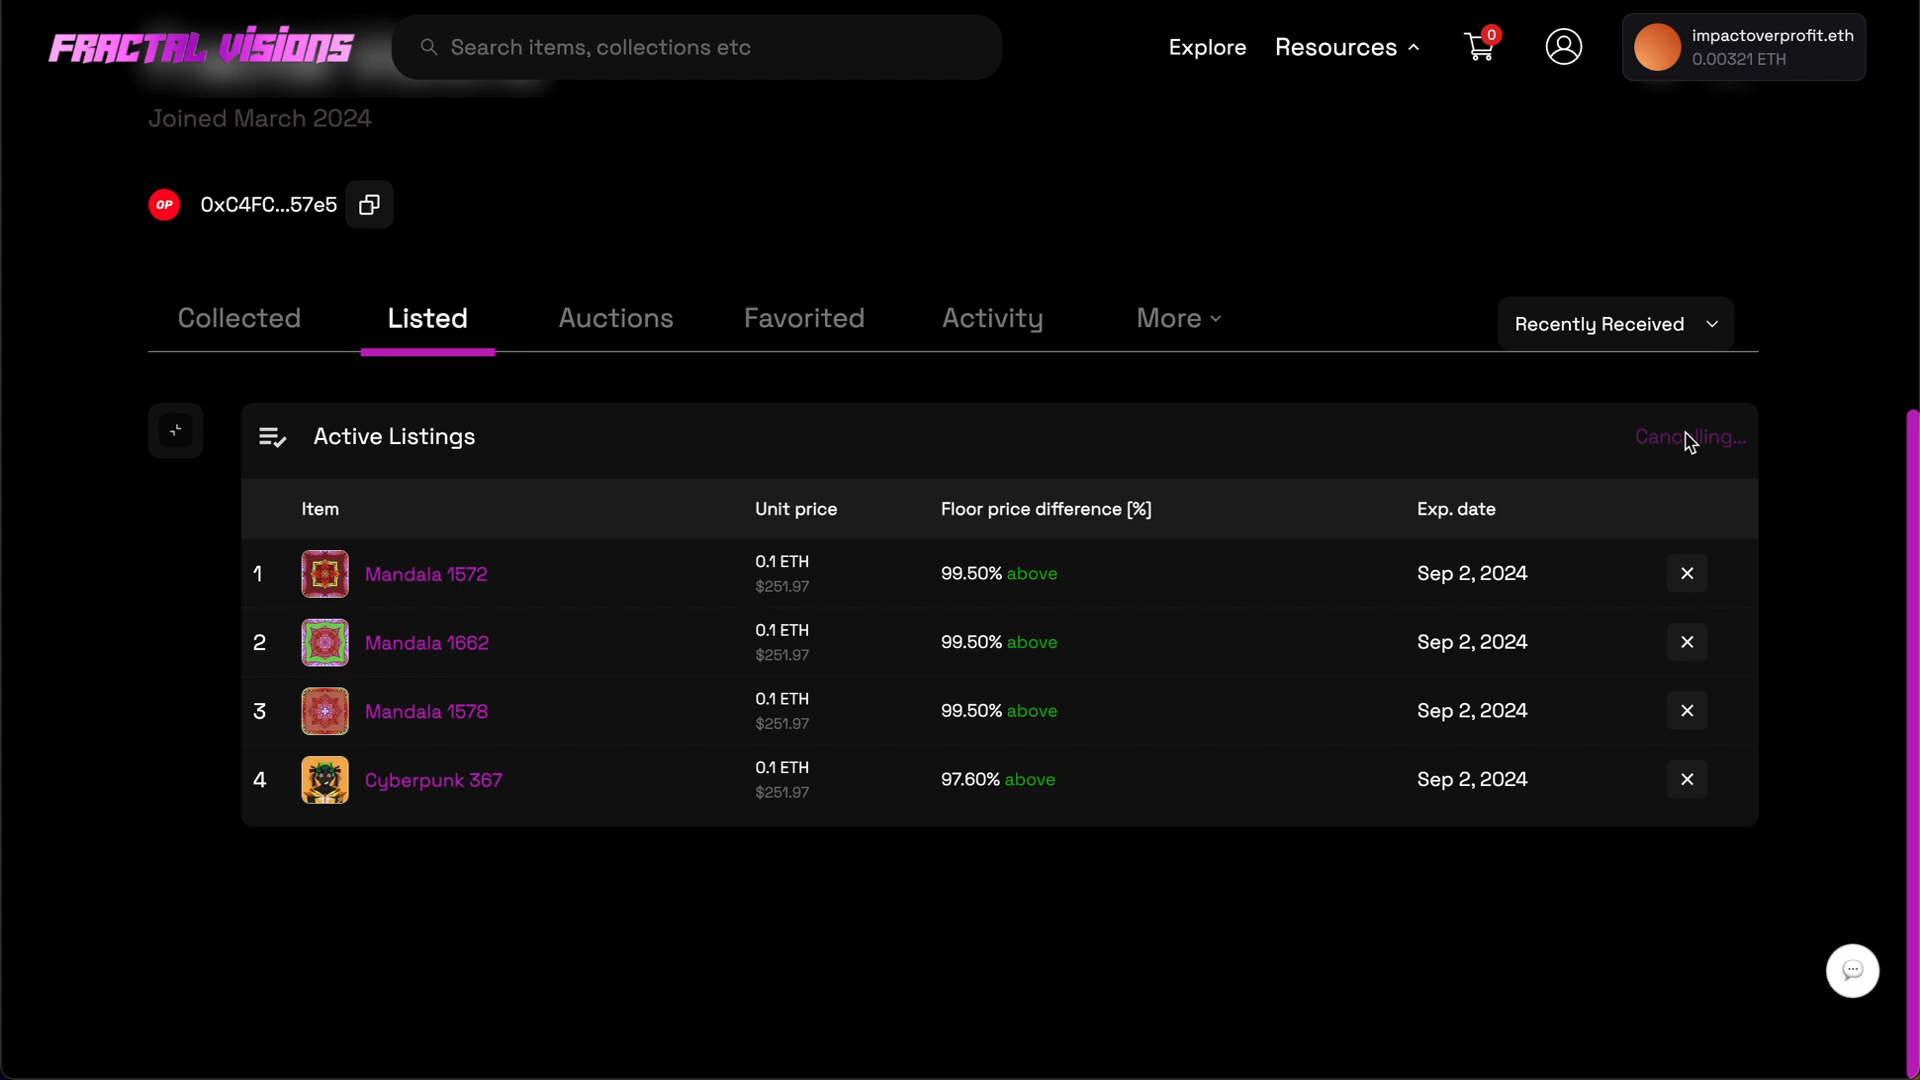 FRACTAL VISIONS
Search items, collections etc
Explore
Resources
0
impactoverprofit.eth
0.00321 ETH
Joined March 2024
OP
0xC4FC...57e5
Collected
Listed
Auctions
Favorited
Activity
More
Recently Received
Active Listings
Cancelling...
Item Unit price Floor price difference [%] Exp. date
1 Mandala 1572 0.1 ETH 99.50% above Sep 2, 2024
$251.97
2 Mandala 1662 0.1 ETH 99.50% above Sep 2, 2024
$251.97
3 Mandala 1578 0.1 ETH 99.50% above Sep 2, 2024
$251.97
4 Cyberpunk 367 0.1 ETH 97.60% above Sep 2, 2024
$251.97